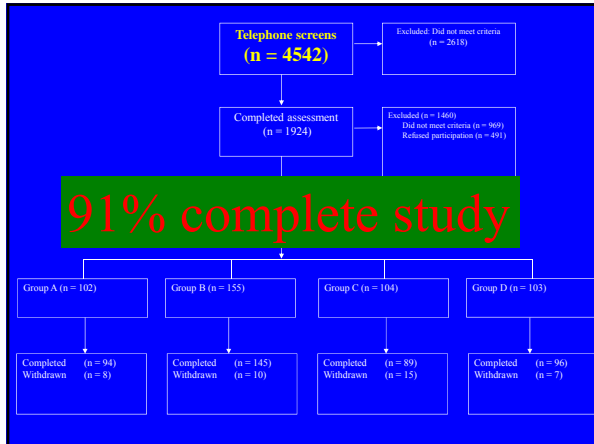 Telephone screens
(n = 4542)
Excluded: Did not meet criteria
(n = 2618)
Completed assessment
(n = 1924)
Excluded (n = 1460)
Did not meet criteria (n = 969)
Refused participation (n = 491)
91% complete study
Group A (n = 102)
Group B (n = 155)
Group C (n = 104)
Group D (n = 103)
Completed (n = 94)
Withdrawn (n = 8)
Completed (n = 145)
Withdrawn (n = 10)
Completed (n = 89)
Withdrawn (n = 15)
Completed (n = 96)
Withdrawn (n = 7)